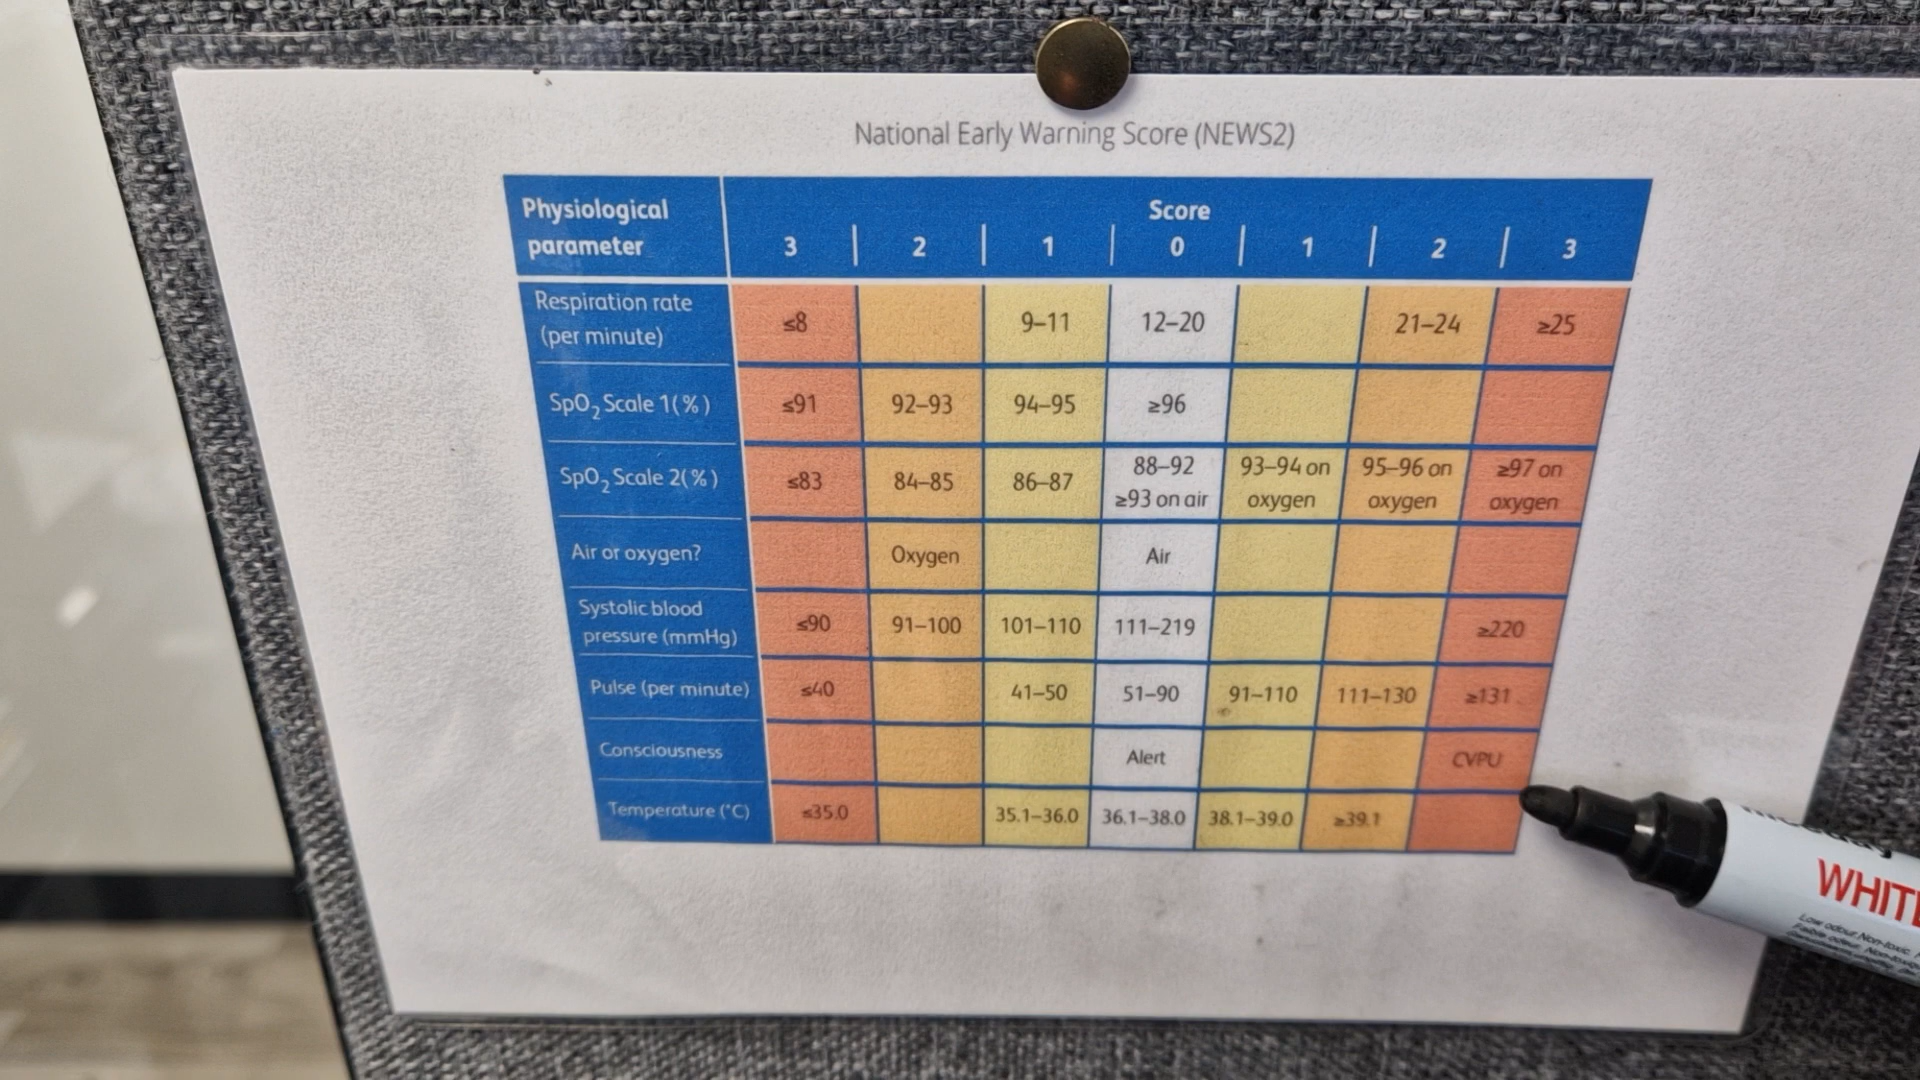 National Early Warning Score (NEWS2)
Physiological parameter Score
3 | 2 | 1 | 0 | 1 | 2 | 3
Respiration rate (per minute) ≤8 9–11 12–20 21–24 ≥25
SpO2 Scale 1(%) ≤91 92–93 94–95 ≥96
SpO2 Scale 2(%) ≤83 84–85 86–87 88–92 ≥93 on air 93–94 on oxygen 95–96 on oxygen ≥97 on oxygen
Air or oxygen? Oxygen Air
Systolic blood pressure (mmHg) ≤90 91–100 101–110 111–219 ≥220
Pulse (per minute) ≤40 41–50 51–90 91–110 111–130 ≥131
Consciousness Alert CVPU
Temperature (°C) ≤35.0 35.1–36.0 36.1–38.0 38.1–39.0 ≥39.1
Low odour. Non-toxic.